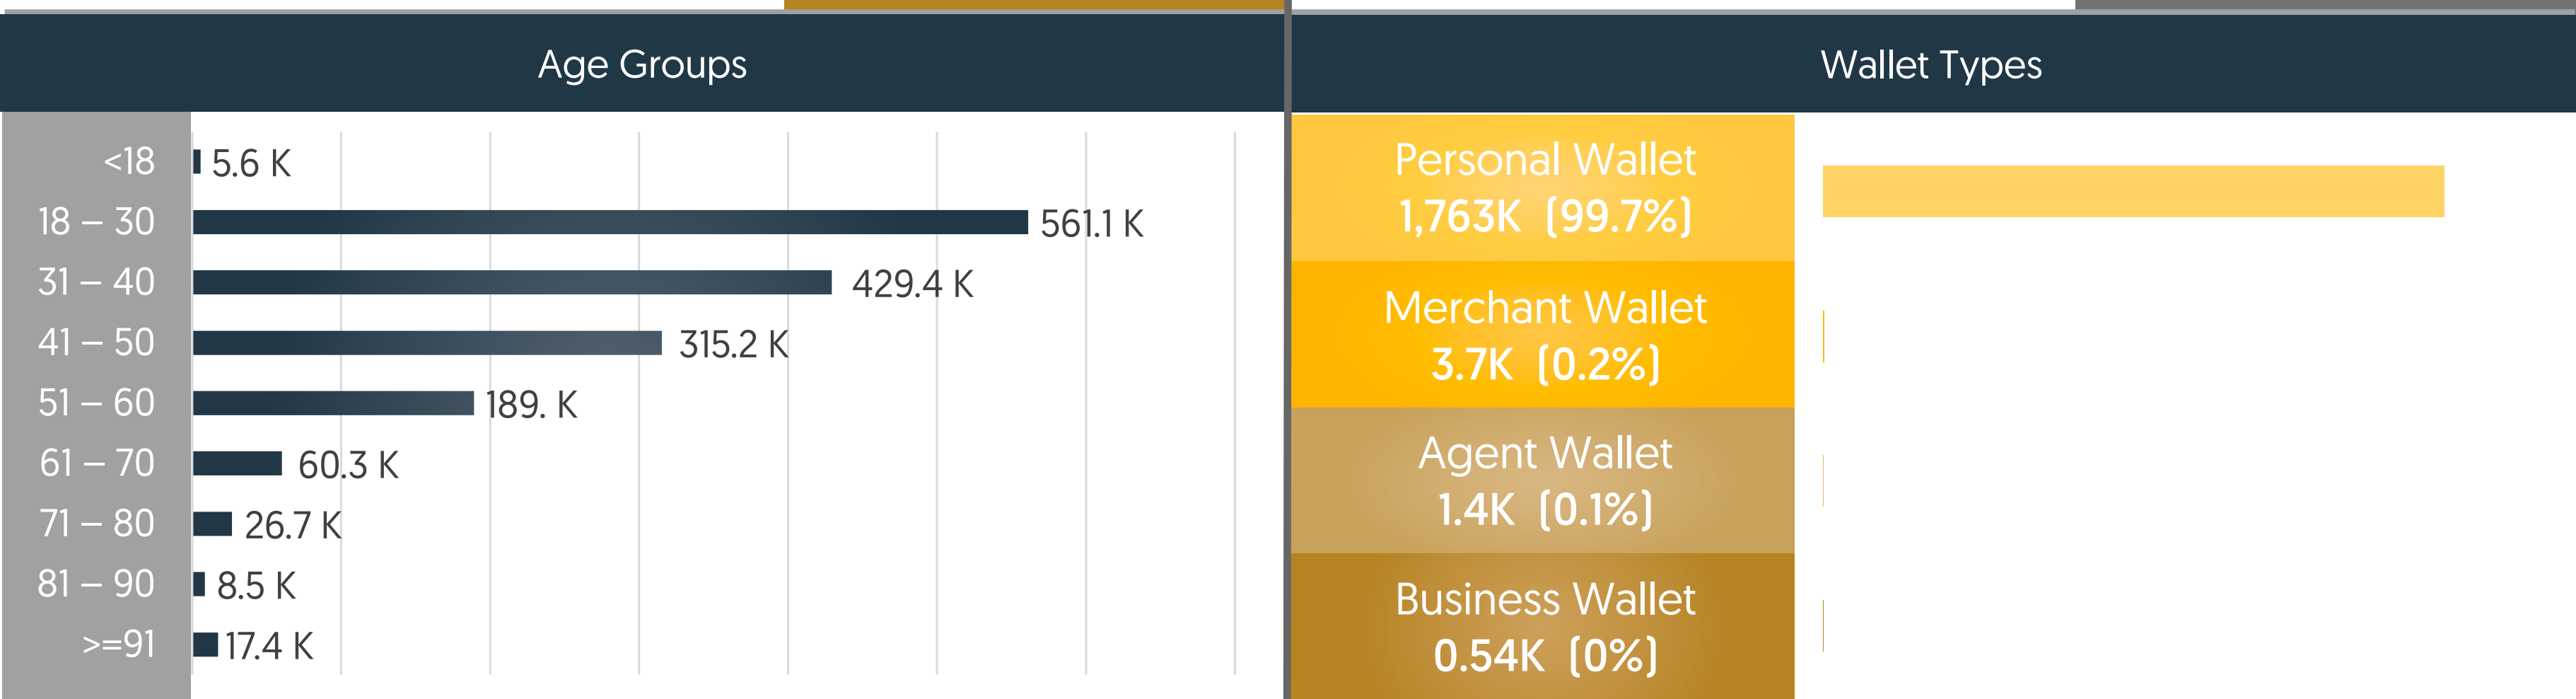 Age Groups
<18 5.6 K
18 – 30 561.1 K
31 – 40 429.4 K
41 – 50 315.2 K
51 – 60 189. K
61 – 70 60.3 K
71 – 80 26.7 K
81 – 90 8.5 K
>=91 17.4 K
Wallet Types
Personal Wallet
1,763K (99.7%)
Merchant Wallet
3.7K (0.2%)
Agent Wallet
1.4K (0.1%)
Business Wallet
0.54K (0%)